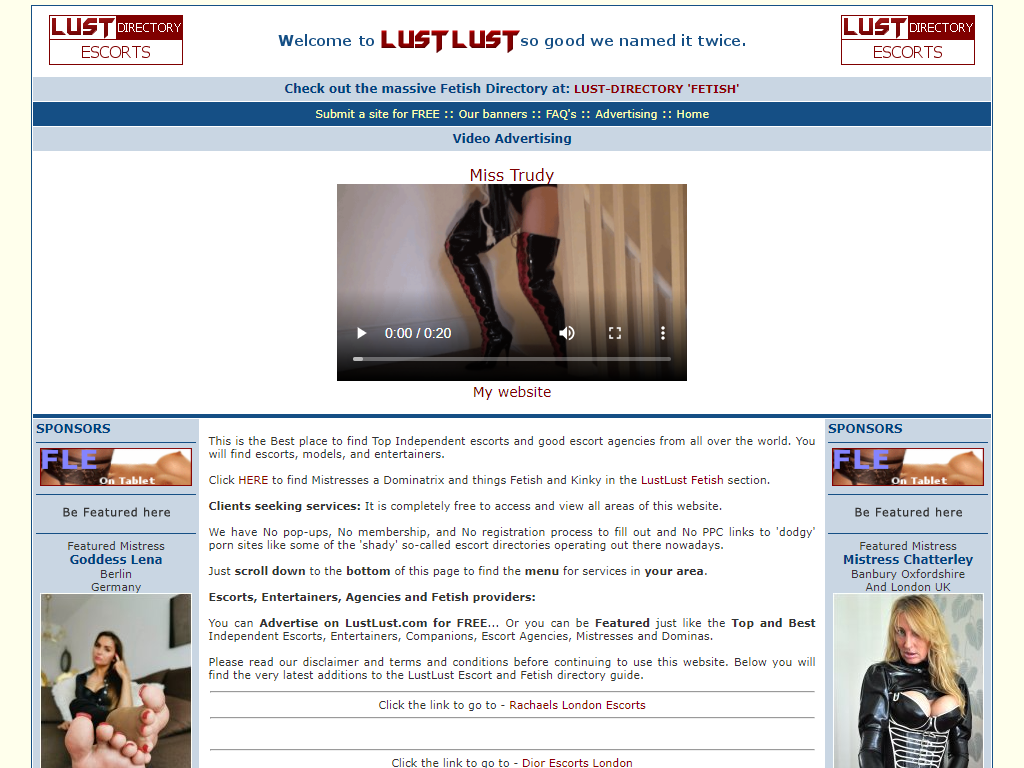 LUST DIRECTORY
ESCORTS
Welcome to LUST LUST so good we named it twice.
LUST DIRECTORY
ESCORTS
Check out the massive Fetish Directory at: LUST-DIRECTORY 'FETISH'
Submit a site for FREE :: Our banners :: FAQ's :: Advertising :: Home
Video Advertising
Miss Trudy
0:00 / 0:20
My website
SPONSORS
FLE
On Tablet
Be Featured here
Featured Mistress
Goddess Lena
Berlin
Germany
This is the Best place to find Top Independent escorts and good escort agencies from all over the world. You
will find escorts, models, and entertainers.
Click HERE to find Mistresses a Dominatrix and things Fetish and Kinky in the LustLust Fetish section.
Clients seeking services: It is completely free to access and view all areas of this website.
We have No pop-ups, No membership, and No registration process to fill out and No PPC links to 'dodgy'
porn sites like some of the 'shady' so-called escort directories operating out there nowadays.
Just scroll down to the bottom of this page to find the menu for services in your area.
Escorts, Entertainers, Agencies and Fetish providers:
You can Advertise on LustLust.com for FREE... Or you can be Featured just like the Top and Best
Independent Escorts, Entertainers, Companions, Escort Agencies, Mistresses and Dominas.
Please read our disclaimer and terms and conditions before continuing to use this website. Below you will
find the very latest additions to the LustLust Escort and Fetish directory guide.
Click the link to go to - Rachaels London Escorts
Click the link to go to - Dior Escorts London
SPONSORS
FLE
On Tablet
Be Featured here
Featured Mistress
Mistress Chatterley
Banbury Oxfordshire
And London UK